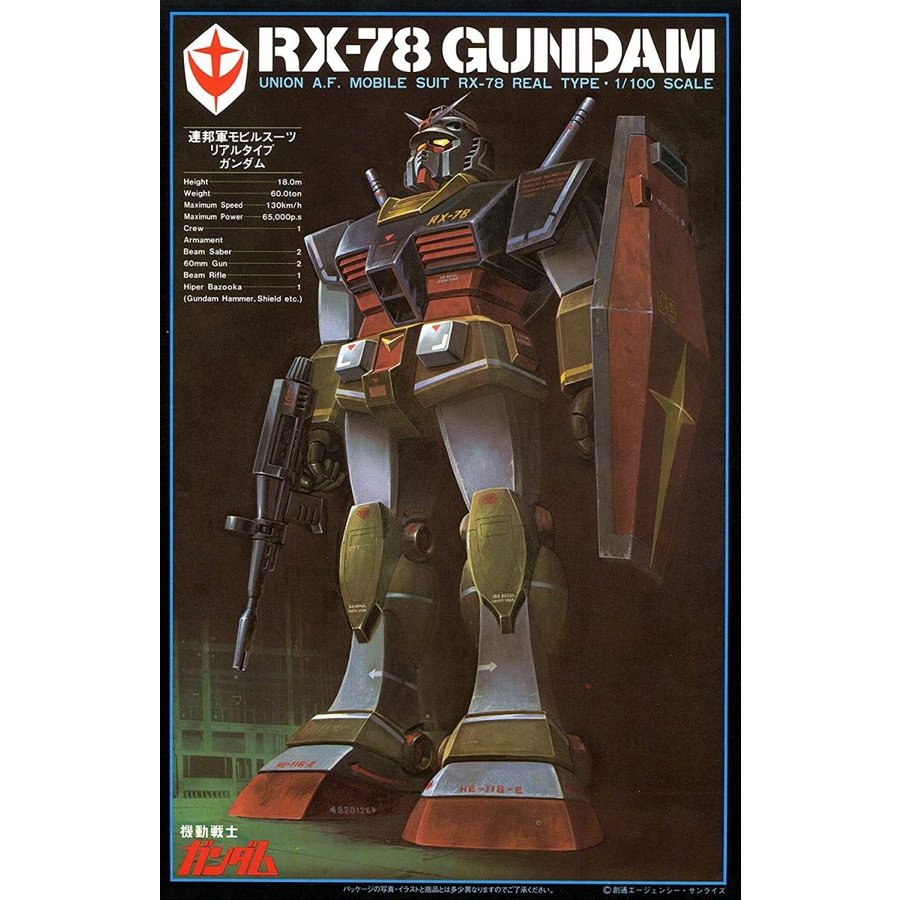 RX-78 GUNDAM
UNION A.F. MOBILE SUIT RX-78 REAL TYPE・1/100 SCALE
連邦軍モビルスーツ
リアルタイプ
ガンダム
Height 18.0m
Weight 60.0ton
Maximum Speed 130km/h
Maximum Power 65,000p.s
Crew 1
Armament
Beam Saber 2
60mm Gun 2
Beam Rifle 1
Hiper Bazooka 1
(Gundam Hammer. Shield etc.)
RX-78
08
HE-118-E
HE-118-E
820126
機動戦士
ガンダム
パッケージの写真・イラストと商品とは多少異なりますのでご了承ください。
©創通エージェンシー・サンライズ